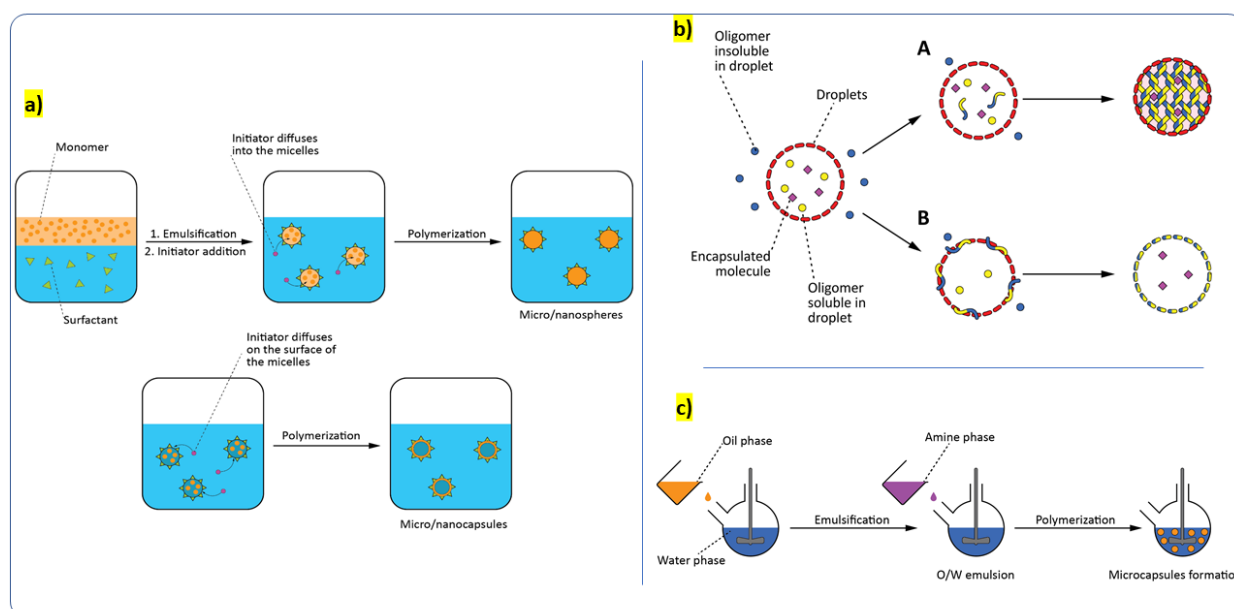 a)
Monomer
1. Emulsification
2. Initiator addition
Surfactant
Initiator diffuses
into the micelles
Polymerization
Micro/nanospheres
Initiator diffuses
on the surface of
the micelles
Polymerization
Micro/nanocapsules
b)
Oligomer
insoluble
in droplet
Droplets
Encapsulated
molecule
Oligomer
soluble in
droplet
A
B
c)
Oil phase
Water phase
Emulsification
Amine phase
O/W emulsion
Polymerization
Microcapsules formatio